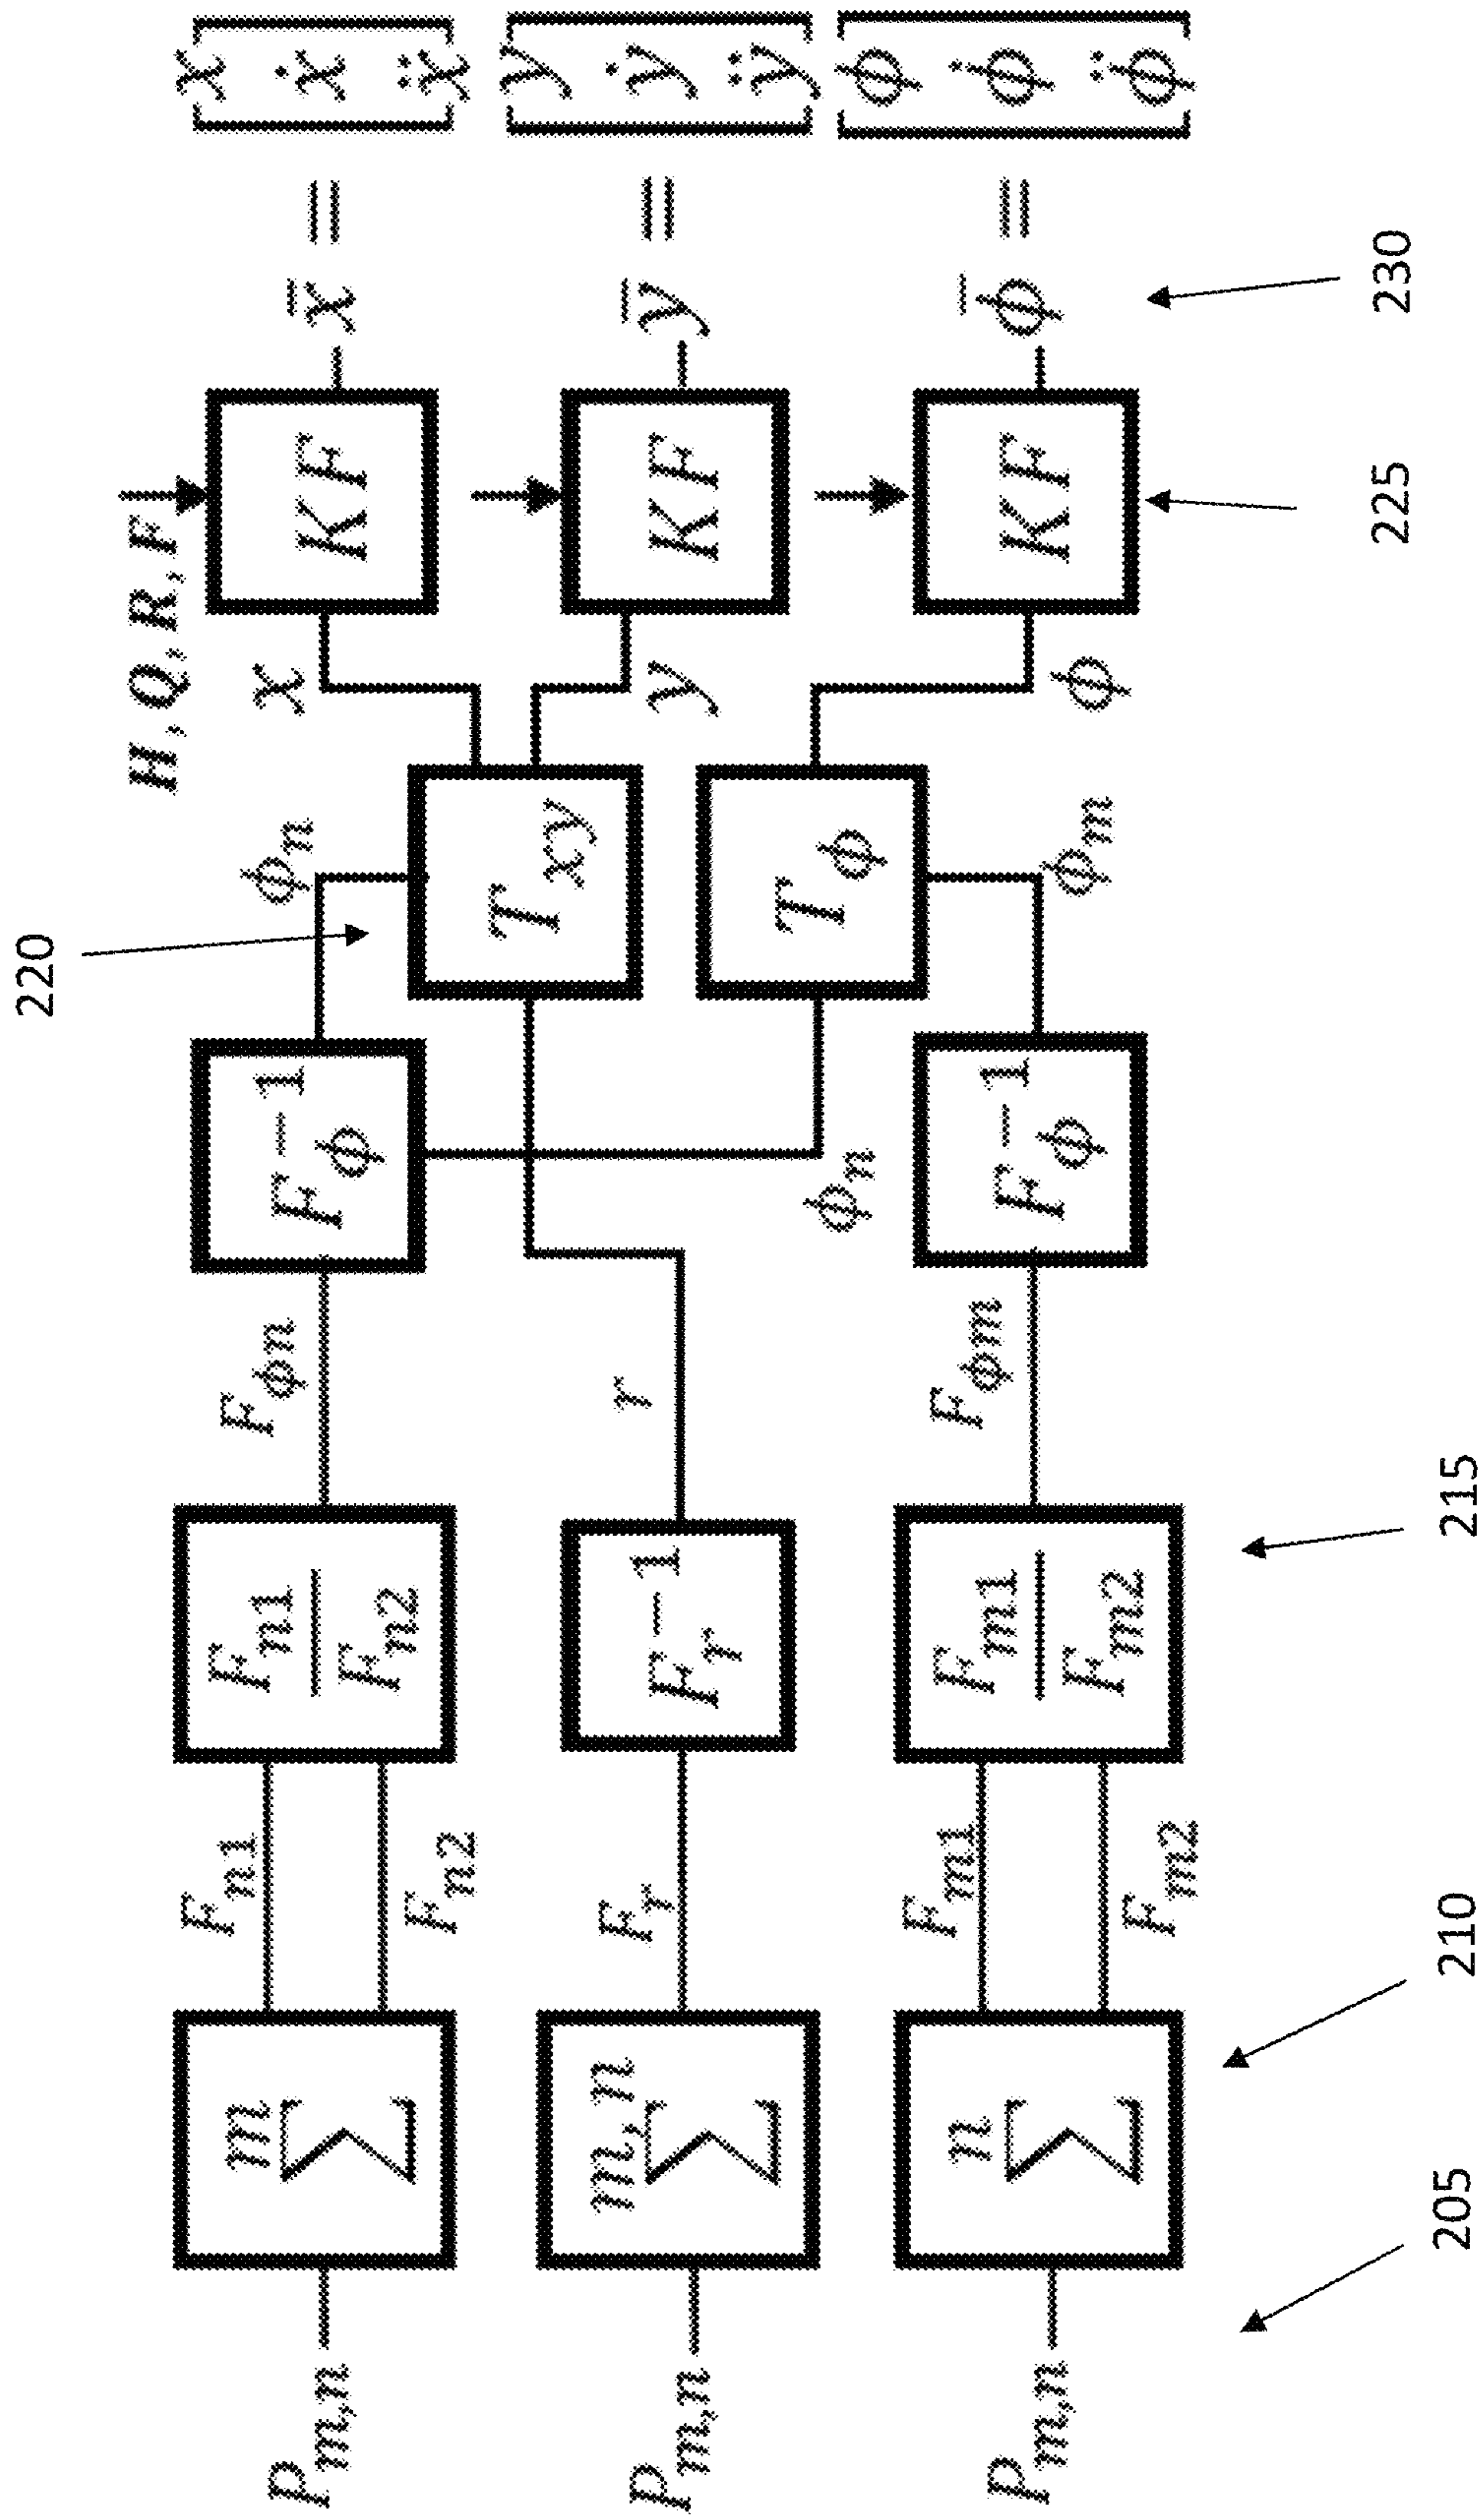 220
H, Q, R, F
P_{m,n}
m
∑
F_{n1}
F_{n2}
F_{n1}
F_{n2}
F_{ϕn}
F_ϕ^{-1}
ϕ_n
T_{xy}
x
KF
x̄ = [x ẋ ẍ]
P_{m,n}
m,n
∑
F_r
F_r^{-1}
r
ϕ_n
T_ϕ
y
KF
ȳ = [y ẏ ÿ]
P_{m,n}
n
∑
F_{m1}
F_{m2}
F_{m1}
F_{m2}
F_{ϕm}
F_ϕ^{-1}
ϕ_m
ϕ
KF
ϕ̄ = [ϕ ϕ̇ ϕ̈]
205
210
215
225
230